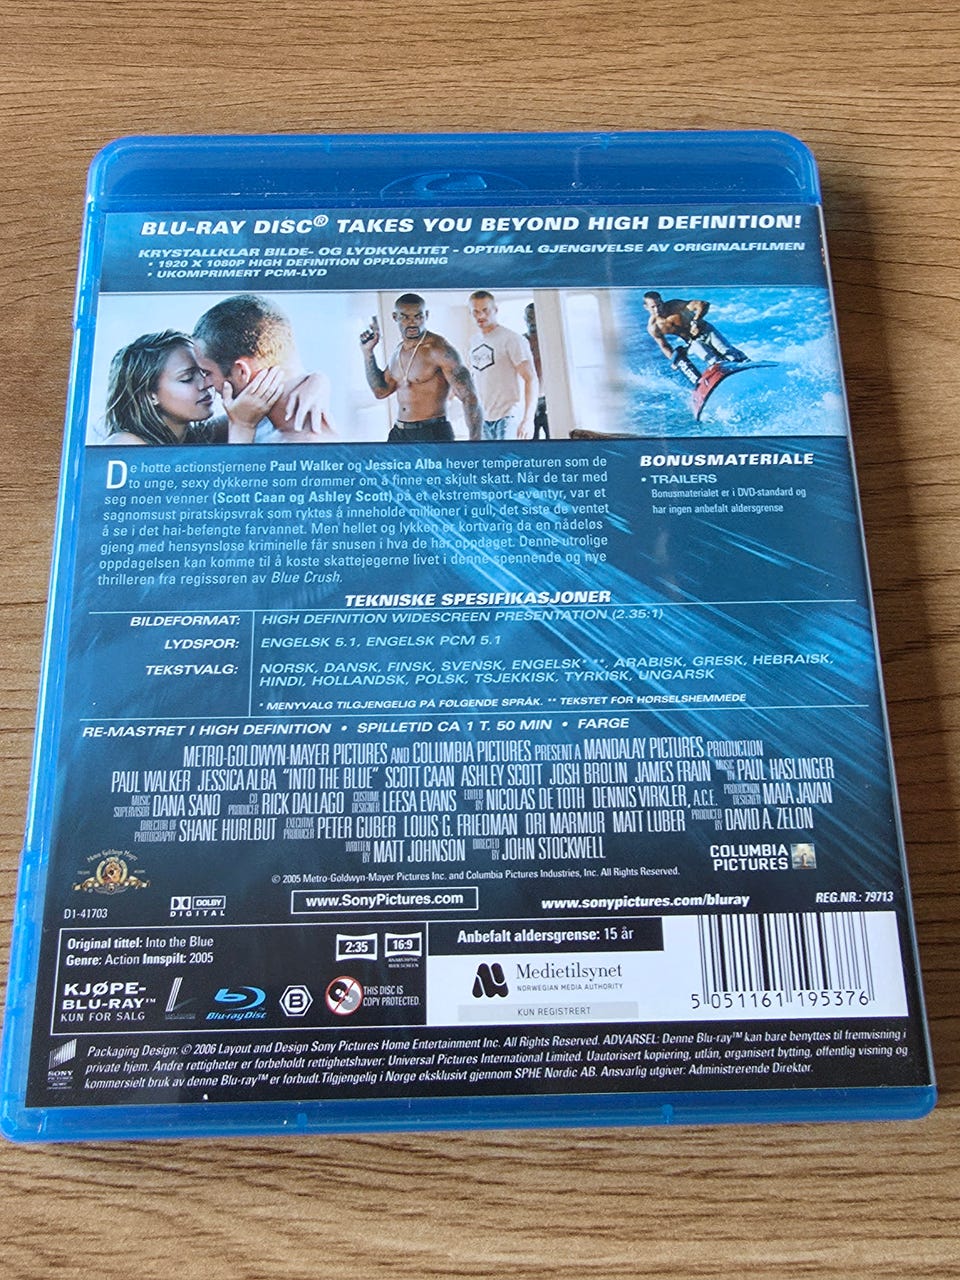 BLU-RAY DISC® TAKES YOU BEYOND HIGH DEFINITION!
KRYSTALLKLAR BILDE- OG LYDKVALITET - OPTIMAL GJENGIVELSE AV ORIGINALFILMEN
• 1920 X 1080P HIGH DEFINITION OPPLØSNING
• UKOMPRIMERT PCM-LYD
De hotte actionstjernene Paul Walker og Jessica Alba hever temperaturen som de
to unge, sexy dykkerne som drømmer om å finne en skjult skatt. Når de tar med
seg noen venner (Scott Caan og Ashley Scott) på et ekstremsport-eventyr, var et
sagnomsust piratskipsvrak som ryktes å inneholde millioner i gull, det siste de ventet
å se i det hai-befengte farvannet. Men hellet og lykken er kortvarig da en nådeløs
gjeng med hensynsløse kriminelle får snusen i hva de har oppdaget. Denne utrolige
oppdagelsen kan komme til å koste skattejegerne livet i denne spennende og nye
thrilleren fra regissøren av Blue Crush.
BONUSMATERIALE
• TRAILERS
Bonusmaterialet er i DVD-standard og
har ingen anbefalt aldersgrense
TEKNISKE SPESIFIKASJONER
BILDEFORMAT: HIGH DEFINITION WIDESCREEN PRESENTATION (2.35:1)
LYDSPOR: ENGELSK 5.1, ENGELSK PCM 5.1
TEKSTVALG: NORSK, DANSK, FINSK, SVENSK, ENGELSK* **, ARABISK, GRESK, HEBRAISK,
HINDI, HOLLANDSK, POLSK, TSJEKKISK, TYRKISK, UNGARSK
* MENYVALG TILGJENGELIG PÅ FØLGENDE SPRÅK. ** TEKSTET FOR HØRSELSHEMMEDE
RE-MASTRET I HIGH DEFINITION • SPILLETID CA 1 T. 50 MIN • FARGE
METRO-GOLDWYN-MAYER PICTURES AND COLUMBIA PICTURES PRESENT A MANDALAY PICTURES PRODUCTION
PAUL WALKER JESSICA ALBA "INTO THE BLUE" SCOTT CAAN ASHLEY SCOTT JOSH BROLIN JAMES FRAIN MUSIC BY PAUL HASLINGER
MUSIC SUPERVISOR DANA SANO CO PRODUCER RICK DALLAGO COSTUME DESIGNER LEESA EVANS EDITED BY NICOLAS DE TOTH DENNIS VIRKLER, A.C.E. PRODUCTION DESIGNER MAIA JAVAN
DIRECTOR OF PHOTOGRAPHY SHANE HURLBUT EXECUTIVE PRODUCER PETER GUBER LOUIS G. FRIEDMAN ORI MARMUR MATT LUBER PRODUCED BY DAVID A. ZELON
WRITTEN BY MATT JOHNSON DIRECTED BY JOHN STOCKWELL
COLUMBIA
PICTURES
Metro Goldwyn Mayer
© 2005 Metro-Goldwyn-Mayer Pictures Inc. and Columbia Pictures Industries, Inc. All Rights Reserved.
D1-41703
DOLBY
DIGITAL
www.SonyPictures.com
www.sonypictures.com/bluray
REG.NR.: 79713
Original tittel: Into the Blue
Genre: Action Innspilt: 2005
2:35
16:9
ANAMORPHIC
WIDE SCREEN
KJØPE-
BLU-RAY™
KUN FOR SALG
Blu-ray Disc
B
THIS DISC IS
COPY PROTECTED.
Anbefalt aldersgrense: 15 år
Medietilsynet
NORWEGIAN MEDIA AUTHORITY
KUN REGISTRERT
5 051161 195376
SONY
PICTURES
Packaging Design: © 2006 Layout and Design Sony Pictures Home Entertainment Inc. All Rights Reserved. ADVARSEL: Denne Blu-ray™ kan bare benyttes til fremvisning i
private hjem. Andre rettigheter er forbeholdt rettighetshaver: Universal Pictures International Limited. Uautorisert kopiering, utlån, organisert bytting, offentlig visning og
kommersielt bruk av denne Blu-ray™ er forbudt. Tilgjengelig i Norge eksklusivt gjennom SPHE Nordic AB. Ansvarlig utgiver: Administrerende Direktør.